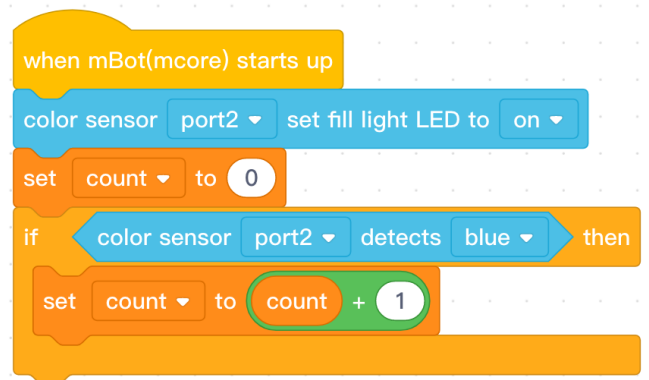 when mBot(mcore) starts up
color sensor port2 set fill light LED to on
set count to 0
if color sensor port2 detects blue then
set count to count + 1